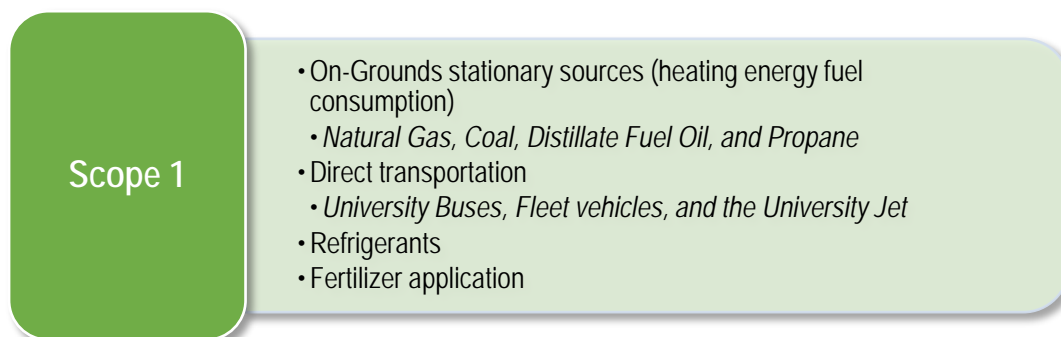 Scope 1
•On-Grounds stationary sources (heating energy fuel
consumption)
•Natural Gas, Coal, Distillate Fuel Oil, and Propane
•Direct transportation
•University Buses, Fleet vehicles, and the University Jet
•Refrigerants
•Fertilizer application